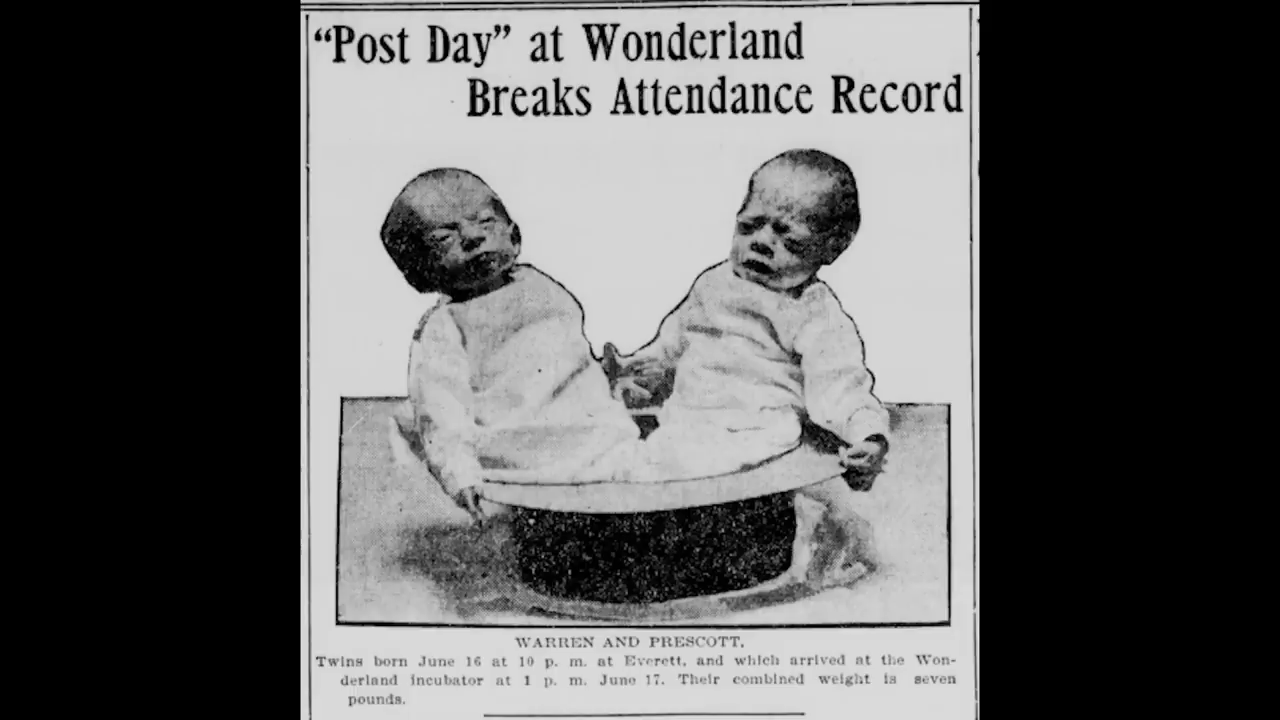 “Post Day” at Wonderland
Breaks Attendance Record
WARREN AND PRESCOTT.
Twins born June 16 at 10 p. m. at Everett, and which arrived at the Won-
derland incubator at 1 p. m. June 17. Their combined weight is seven
pounds.